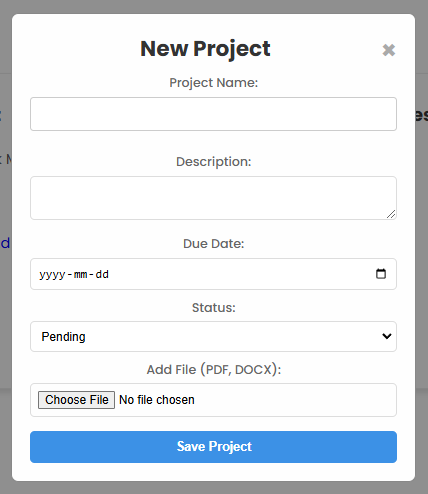 New Project ✖
Project Name:
Description:
Due Date:
yyyy-mm-dd
Status:
Pending
Add File (PDF, DOCX):
Choose File No file chosen
Save Project